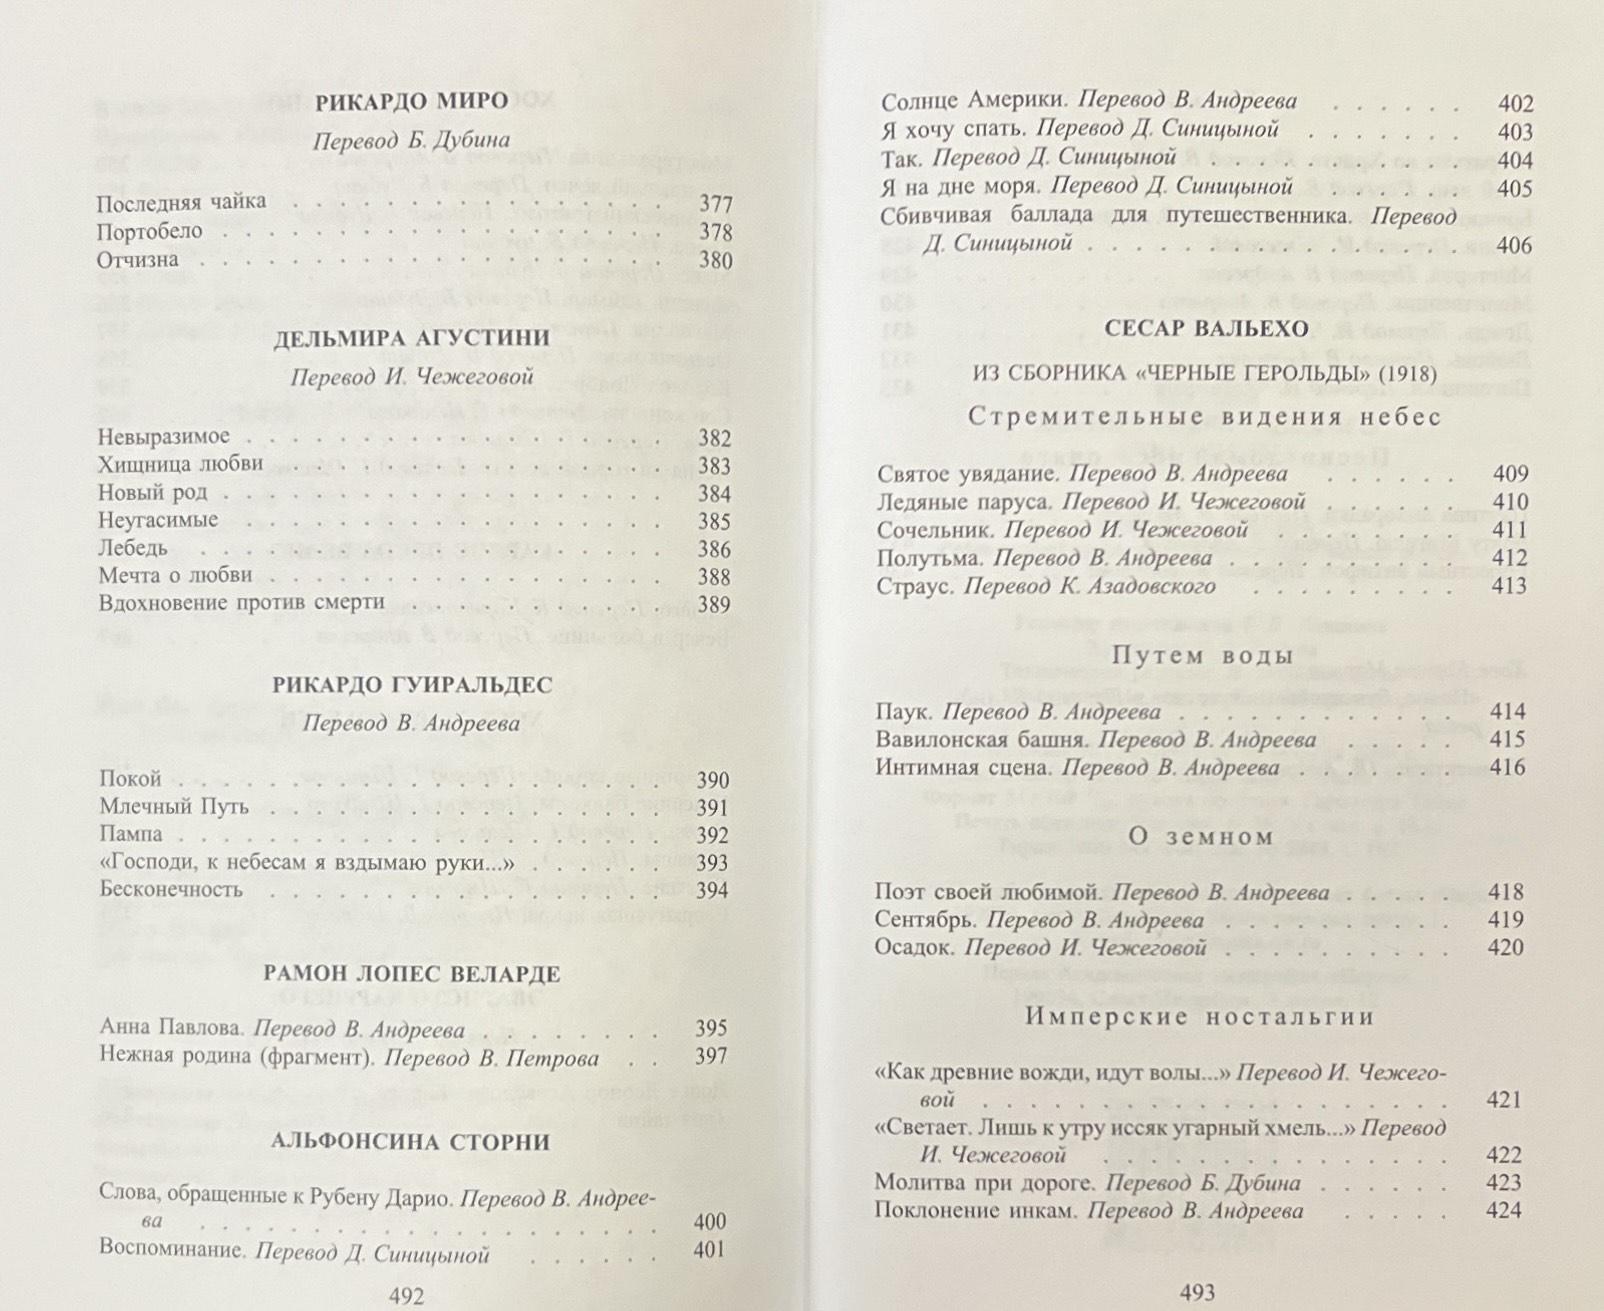 РИКАРДО МИРО
Перевод Б. Дубина
Последняя чайка . . . . . . . . . . . . . . . 377
Портобело . . . . . . . . . . . . . . . . . . 378
Отчизна . . . . . . . . . . . . . . . . . . . 380
ДЕЛЬМИРА АГУСТИНИ
Перевод И. Чежеговой
Невыразимое . . . . . . . . . . . . . . . . . 382
Хищница любви . . . . . . . . . . . . . . . 383
Новый род . . . . . . . . . . . . . . . . . . 384
Неугасимые . . . . . . . . . . . . . . . . . 385
Лебедь . . . . . . . . . . . . . . . . . . . 386
Мечта о любви . . . . . . . . . . . . . . . 388
Вдохновение против смерти . . . . . . . . . . 389
РИКАРДО ГУИРАЛЬДЕС
Перевод В. Андреева
Покой . . . . . . . . . . . . . . . . . . . 390
Млечный Путь . . . . . . . . . . . . . . . . 391
Пампа . . . . . . . . . . . . . . . . . . . 392
«Господи, к небесам я вздымаю руки...» . . . . . . 393
Бесконечность . . . . . . . . . . . . . . . 394
РАМОН ЛОПЕС ВЕЛАРДЕ
Анна Павлова. Перевод В. Андреева . . . . . . . 395
Нежная родина (фрагмент). Перевод В. Петрова . . 397
АЛЬФОНСИНА СТОРНИ
Слова, обращенные к Рубену Дарио. Перевод В. Андрее-
ва . . . . . . . . . . . . . . . . . 400
Воспоминание. Перевод Д. Синицыной . . . . . 401
492
Солнце Америки. Перевод В. Андреева . . . . . . 402
Я хочу спать. Перевод Д. Синицыной . . . . . . 403
Так. Перевод Д. Синицыной . . . . . . . . . . 404
Я на дне моря. Перевод Д. Синицыной . . . . . 405
Сбивчивая баллада для путешественника. Перевод
Д. Синицыной . . . . . . . . . . . . . . 406
СЕСАР ВАЛЬЕХО
ИЗ СБОРНИКА «ЧЕРНЫЕ ГЕРОЛЬДЫ» (1918)
Стремительные видения небес
Святое увядание. Перевод В. Андреева . . . . . 409
Ледяные паруса. Перевод И. Чежеговой . . . . . . 410
Сочельник. Перевод И. Чежеговой . . . . . . . 411
Полутьма. Перевод В. Андреева . . . . . . . . . 412
Страус. Перевод К. Азадовского . . . . . . . . 413
Путем воды
Паук. Перевод В. Андреева . . . . . . . . . . 414
Вавилонская башня. Перевод В. Андреева . . . . . 415
Интимная сцена. Перевод В. Андреева . . . . . . 416
О земном
Поэт своей любимой. Перевод В. Андреева . . . . . 418
Сентябрь. Перевод В. Андреева . . . . . . . . . 419
Осадок. Перевод И. Чежеговой . . . . . . . . . 420
Имперские ностальгии
«Как древние вожди, идут волы...» Перевод И. Чежего-
вой . . . . . . . . . . . . . . . . . 421
«Светает. Лишь к утру иссяк угарный хмель...» Перевод
И. Чежеговой . . . . . . . . . . . . . 422
Молитва при дороге. Перевод Б. Дубина . . . . . . 423
Поклонение инкам. Перевод В. Андреева . . . . . 424
493